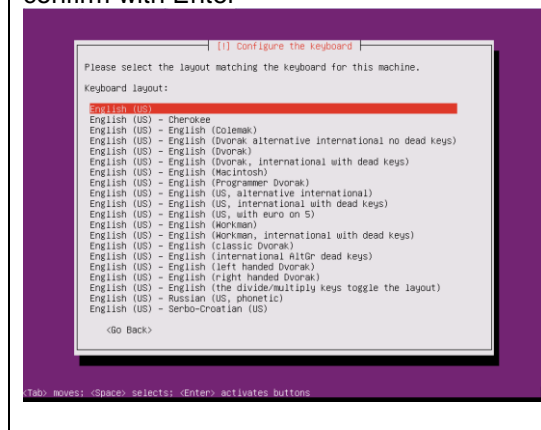 confirm with Enter
[!] Configure the keyboard
Please select the layout matching the keyboard for this machine.
Keyboard layout:
English (US)
English (US) - Cherokee
English (US) - English (Colemak)
English (US) - English (Dvorak alternative international no dead keys)
English (US) - English (Dvorak)
English (US) - English (Dvorak, international with dead keys)
English (US) - English (Macintosh)
English (US) - English (Programmer Dvorak)
English (US) - English (US, alternative international)
English (US) - English (US, international with dead keys)
English (US) - English (US, with euro on 5)
English (US) - English (Workman)
English (US) - English (Workman, international with dead keys)
English (US) - English (classic Dvorak)
English (US) - English (international AltGr dead keys)
English (US) - English (left handed Dvorak)
English (US) - English (right handed Dvorak)
English (US) - English (the divide/multiply keys toggle the layout)
English (US) - Russian (US, phonetic)
English (US) - Serbo-Croatian (US)
<Go Back>
<Tab> moves; <Space> selects; <Enter> activates buttons